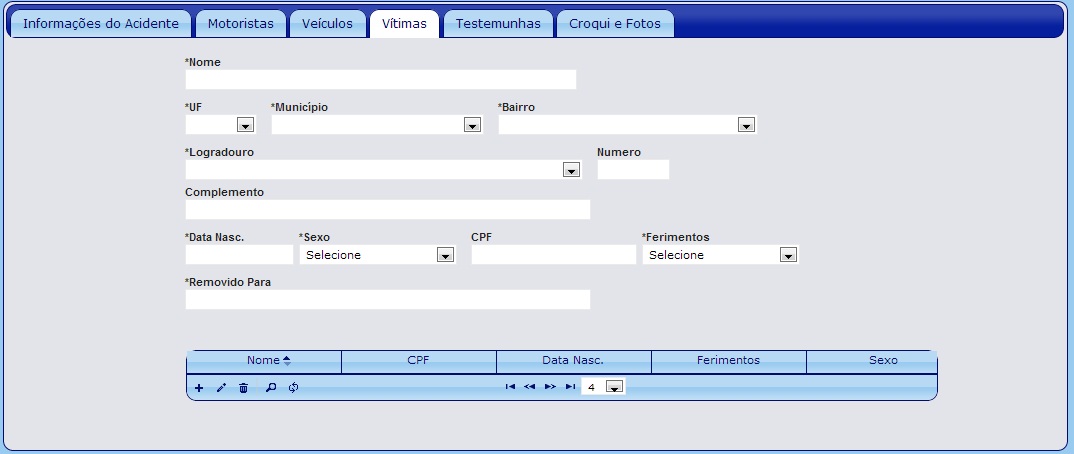 Informações do Acidente Motoristas Veículos Vítimas Testemunhas Croqui e Fotos
*Nome
*UF *Município *Bairro
*Logradouro Numero
Complemento
*Data Nasc. *Sexo CPF *Ferimentos
Selecione Selecione
*Removido Para
Nome CPF Data Nasc. Ferimentos Sexo
4